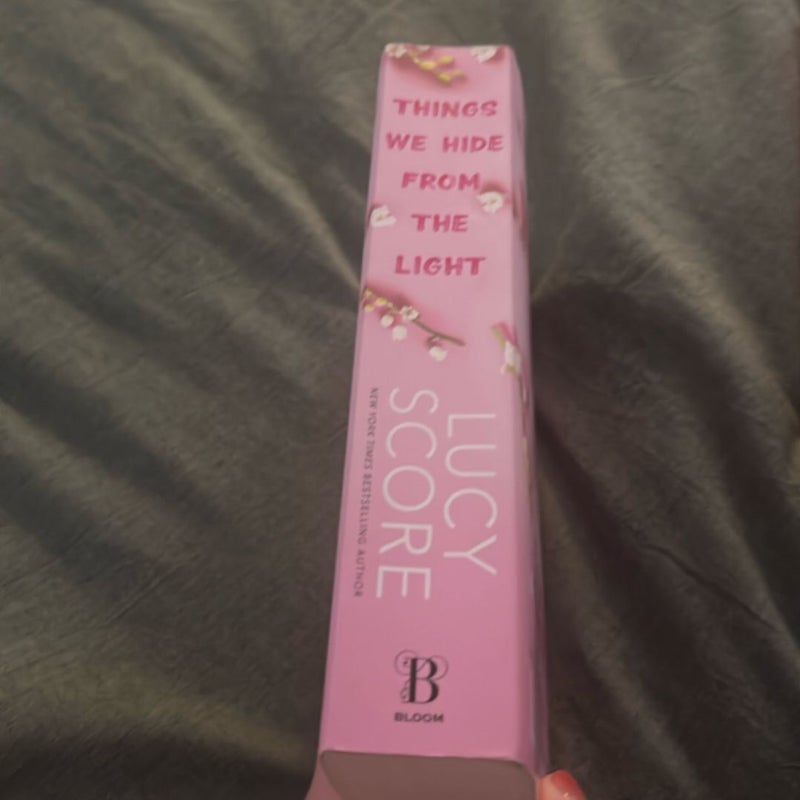 THINGS
WE HIDE
FROM
THE
LIGHT
LUCY
SCORE
NEW YORK TIMES BESTSELLING AUTHOR
B
BLOOM